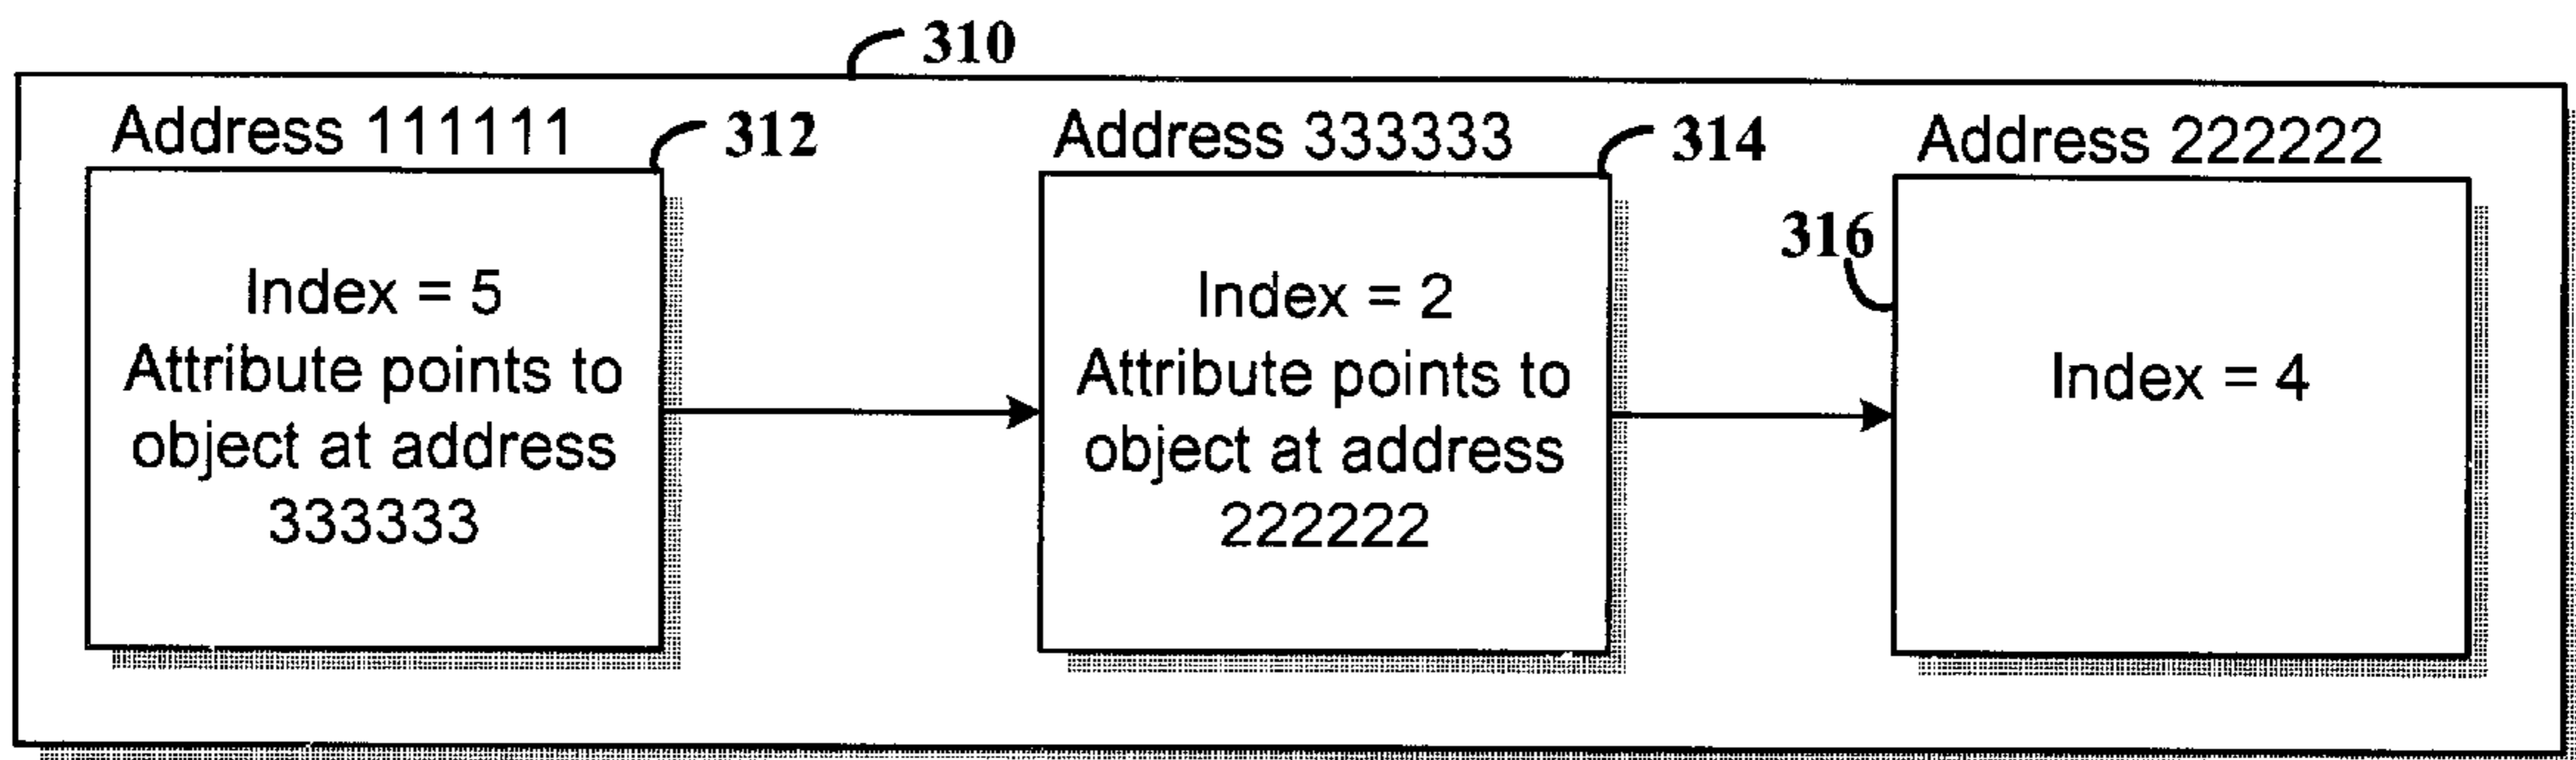 310
Address 111111
312
Address 333333
314
Address 222222
316
Index = 5
Attribute points to
object at address
333333
Index = 2
Attribute points to
object at address
222222
Index = 4